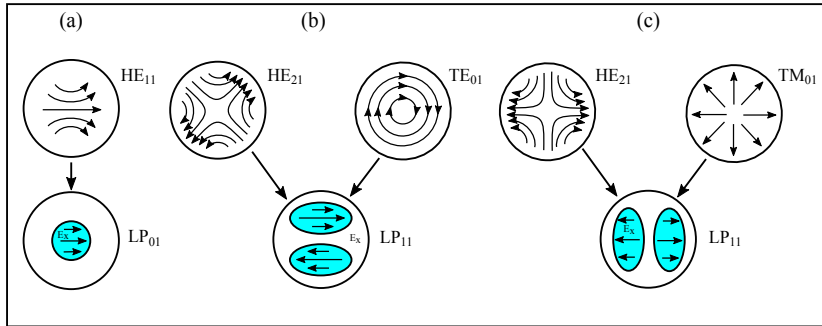 (a)
(b)
(c)
HE11
HE21
TE01
HE21
TM01
Ex
LP01
Ex
LP11
Ex
LP11